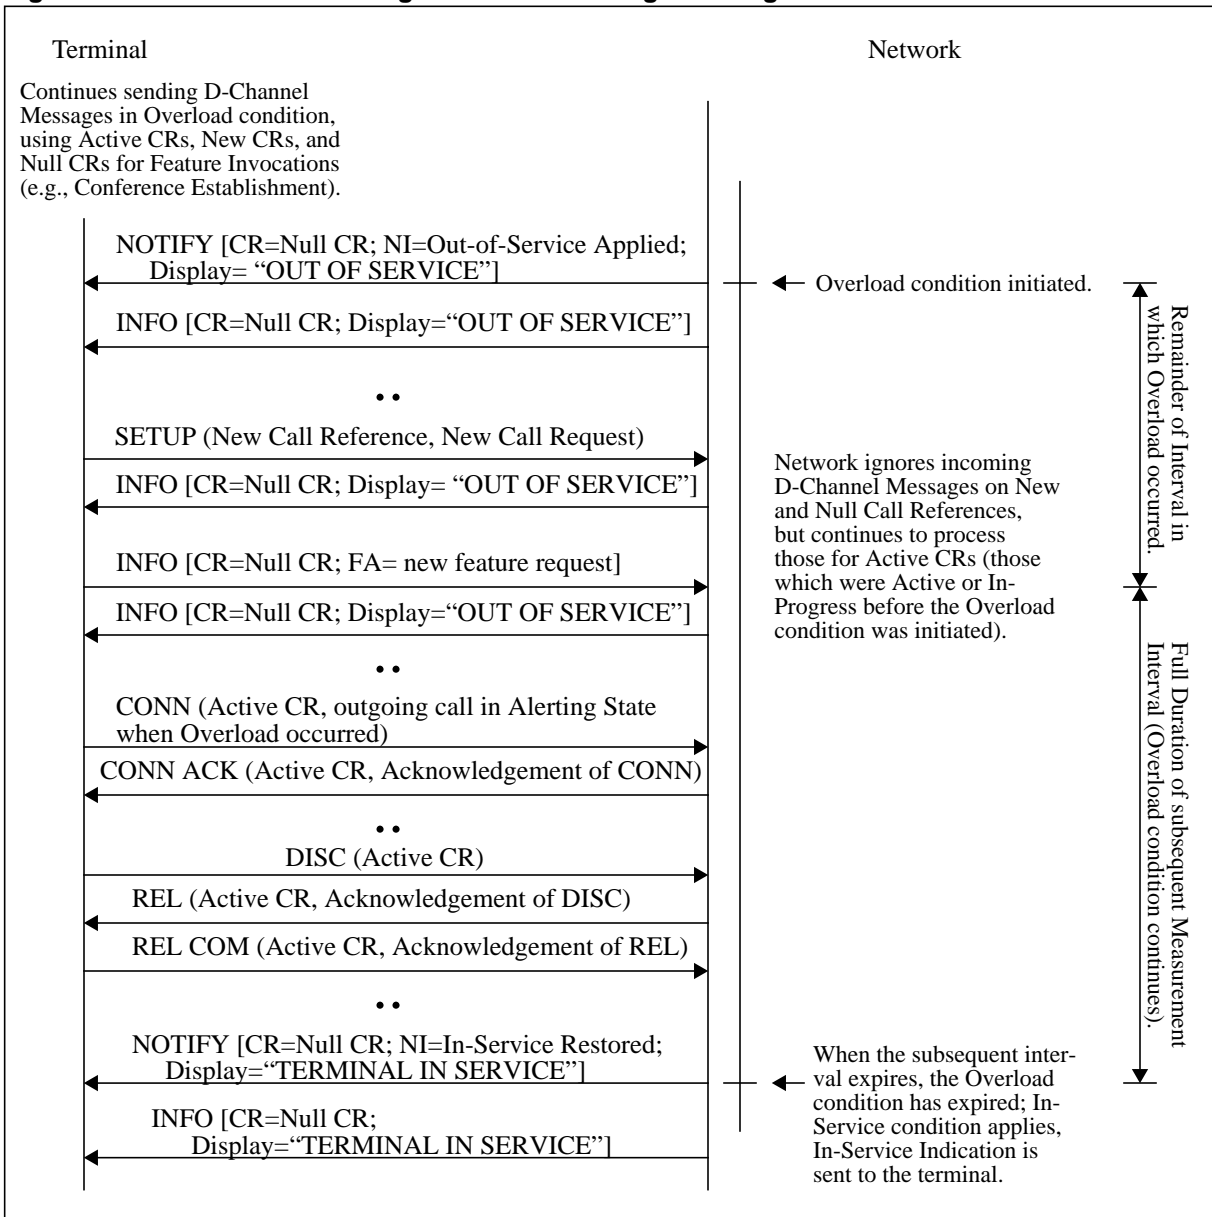 Terminal
Network
Continues sending D-Channel
Messages in Overload condition,
using Active CRs, New CRs, and
Null CRs for Feature Invocations
(e.g., Conference Establishment).
NOTIFY [CR=Null CR; NI=Out-of-Service Applied;
Display= “OUT OF SERVICE”]
Overload condition initiated.
INFO [CR=Null CR; Display=“OUT OF SERVICE”]
SETUP (New Call Reference, New Call Request)
INFO [CR=Null CR; Display= “OUT OF SERVICE”]
INFO [CR=Null CR; FA= new feature request]
INFO [CR=Null CR; Display=“OUT OF SERVICE”]
Network ignores incoming
D-Channel Messages on New
and Null Call References,
but continues to process
those for Active CRs (those
which were Active or In-
Progress before the Overload
condition was initiated).
Remainder of Interval in
which Overload occurred.
CONN (Active CR, outgoing call in Alerting State
when Overload occurred)
CONN ACK (Active CR, Acknowledgement of CONN)
DISC (Active CR)
REL (Active CR, Acknowledgement of DISC)
REL COM (Active CR, Acknowledgement of REL)
Full Duration of subsequent Measurement
Interval (Overload condition continues).
NOTIFY [CR=Null CR; NI=In-Service Restored;
Display=“TERMINAL IN SERVICE”]
INFO [CR=Null CR;
Display=“TERMINAL IN SERVICE”]
When the subsequent inter-
val expires, the Overload
condition has expired; In-
Service condition applies,
In-Service Indication is
sent to the terminal.